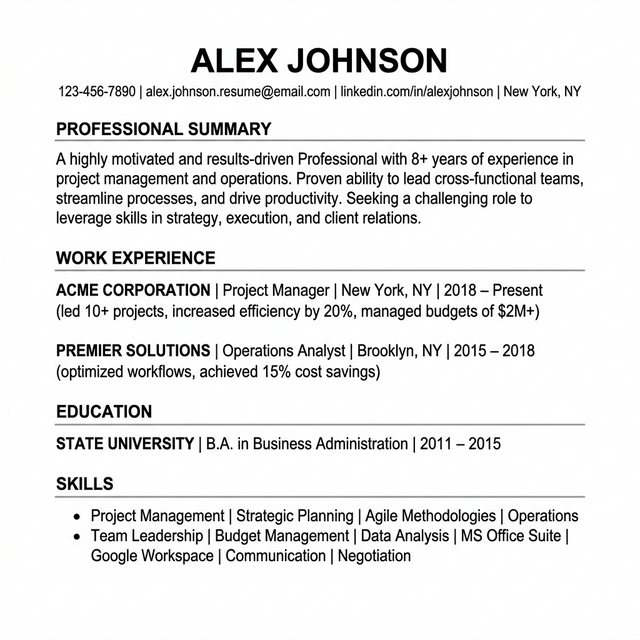 ALEX JOHNSON
123-456-7890 | alex.johnson.resume@email.com | linkedin.com/in/alexjohnson | New York, NY
PROFESSIONAL SUMMARY
A highly motivated and results-driven Professional with 8+ years of experience in
project management and operations. Proven ability to lead cross-functional teams,
streamline processes, and drive productivity. Seeking a challenging role to
leverage skills in strategy, execution, and client relations.
WORK EXPERIENCE
ACME CORPORATION | Project Manager | New York, NY | 2018 – Present
(led 10+ projects, increased efficiency by 20%, managed budgets of $2M+)
PREMIER SOLUTIONS | Operations Analyst | Brooklyn, NY | 2015 – 2018
(optimized workflows, achieved 15% cost savings)
EDUCATION
STATE UNIVERSITY | B.A. in Business Administration | 2011 – 2015
SKILLS
• Project Management | Strategic Planning | Agile Methodologies | Operations
• Team Leadership | Budget Management | Data Analysis | MS Office Suite |
Google Workspace | Communication | Negotiation